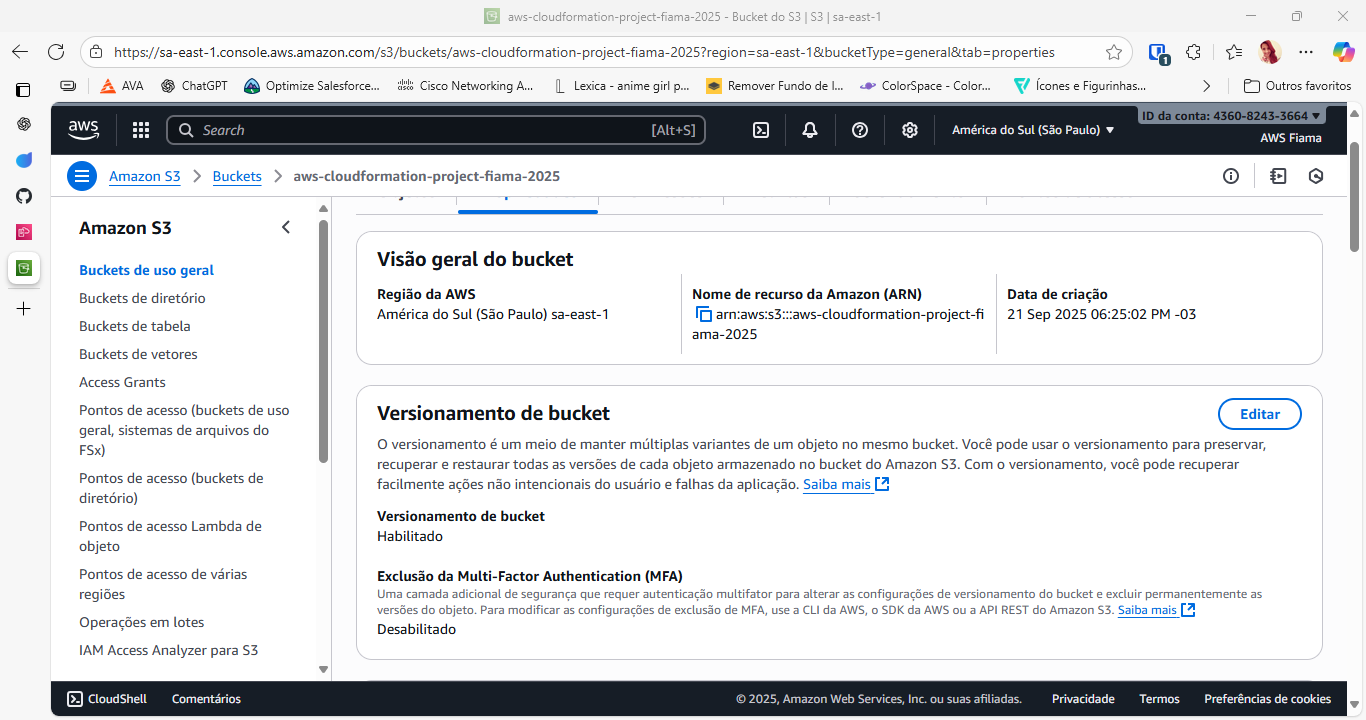 aws-cloudformation-project-fiama-2025 - Bucket do S3 | S3 | sa-east-1
https://sa-east-1.console.aws.amazon.com/s3/buckets/aws-cloudformation-project-fiama-2025?region=sa-east-1&bucketType=general&tab=properties
1
AVA
ChatGPT
Optimize Salesforce...
Cisco Networking A...
Lexica - anime girl p...
Remover Fundo de I...
ColorSpace - Color...
Ícones e Figurinhas...
Outros favoritos
aws
Search
[Alt+S]
América do Sul (São Paulo)
ID da conta: 4360-8243-3664
AWS Fiama
Amazon S3
Buckets
aws-cloudformation-project-fiama-2025
Amazon S3
Buckets de uso geral
Buckets de diretório
Buckets de tabela
Buckets de vetores
Access Grants
Pontos de acesso (buckets de uso
geral, sistemas de arquivos do
FSx)
Pontos de acesso (buckets de
diretório)
Pontos de acesso Lambda de
objeto
Pontos de acesso de várias
regiões
Operações em lotes
IAM Access Analyzer para S3
Visão geral do bucket
Região da AWS
América do Sul (São Paulo) sa-east-1
Nome de recurso da Amazon (ARN)
arn:aws:s3:::aws-cloudformation-project-fi
ama-2025
Data de criação
21 Sep 2025 06:25:02 PM -03
Versionamento de bucket
Editar
O versionamento é um meio de manter múltiplas variantes de um objeto no mesmo bucket. Você pode usar o versionamento para preservar,
recuperar e restaurar todas as versões de cada objeto armazenado no bucket do Amazon S3. Com o versionamento, você pode recuperar
facilmente ações não intencionais do usuário e falhas da aplicação. Saiba mais
Versionamento de bucket
Habilitado
Exclusão da Multi-Factor Authentication (MFA)
Uma camada adicional de segurança que requer autenticação multifator para alterar as configurações de versionamento do bucket e excluir permanentemente as
versões do objeto. Para modificar as configurações de exclusão de MFA, use a CLI da AWS, o SDK da AWS ou a API REST do Amazon S3. Saiba mais
Desabilitado
CloudShell
Comentários
© 2025, Amazon Web Services, Inc. ou suas afiliadas.
Privacidade
Termos
Preferências de cookies